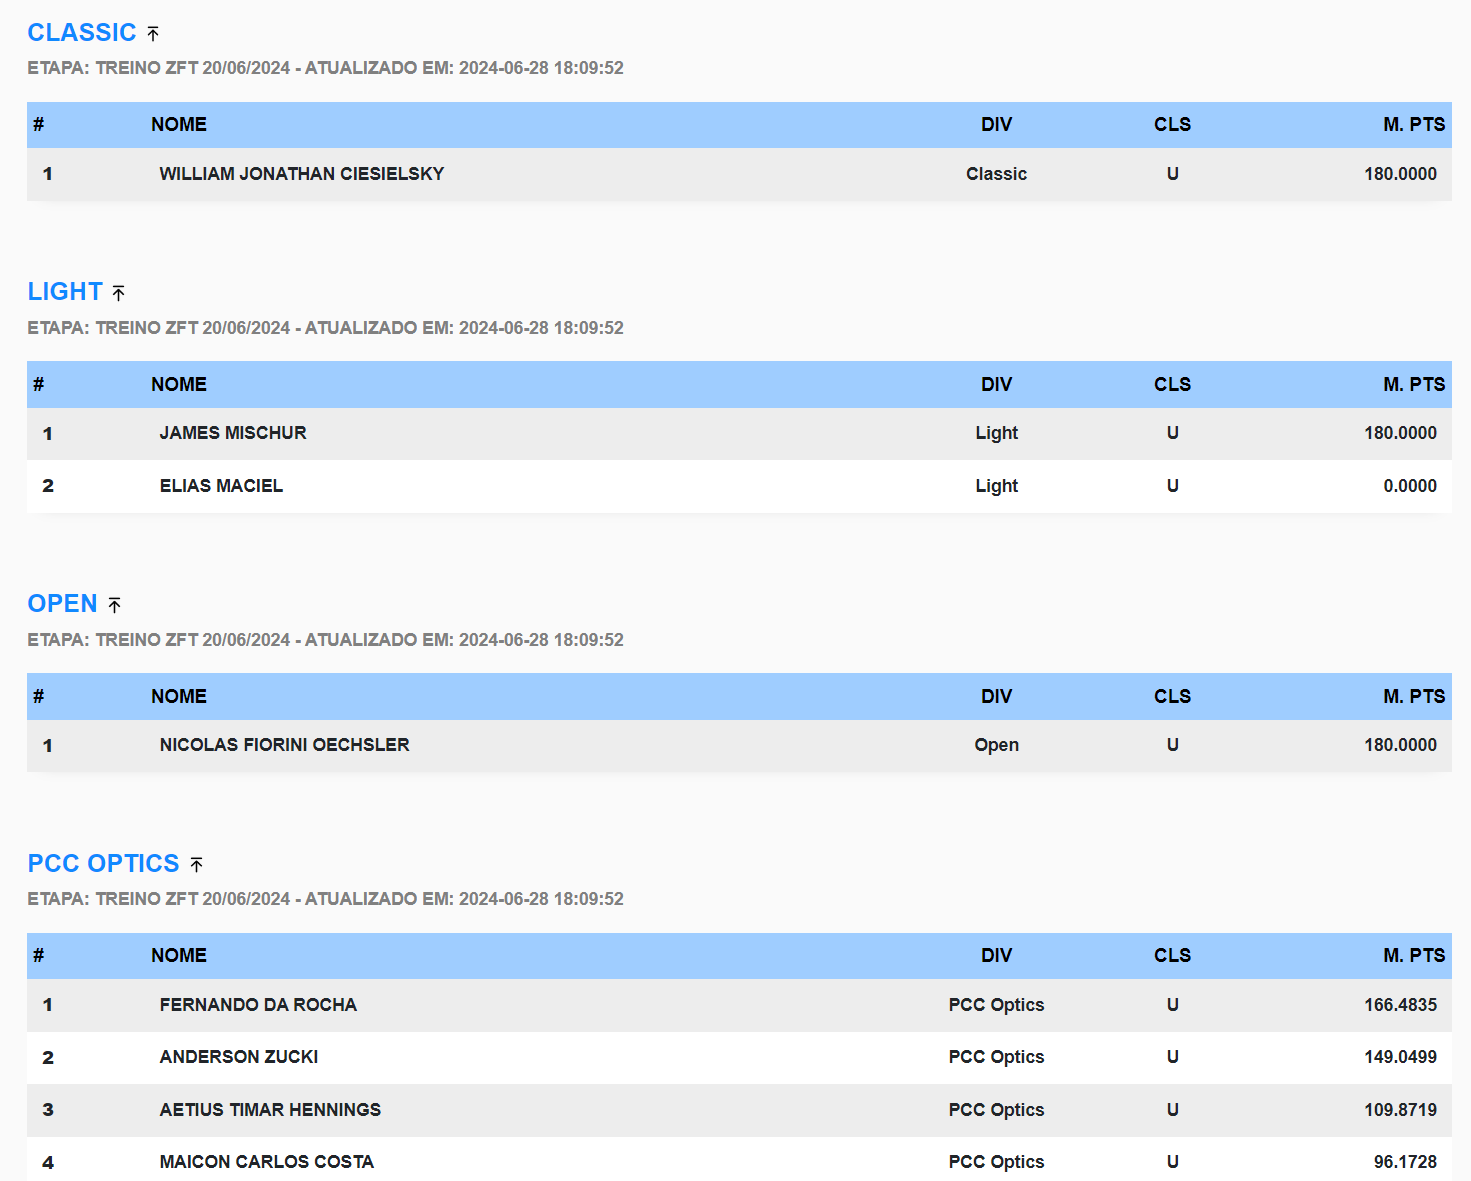 CLASSIC
ETAPA: TREINO ZFT 20/06/2024 - ATUALIZADO EM: 2024-06-28 18:09:52
# NOME DIV CLS M. PTS
1 WILLIAM JONATHAN CIESIELSKY Classic U 180.0000
LIGHT
ETAPA: TREINO ZFT 20/06/2024 - ATUALIZADO EM: 2024-06-28 18:09:52
# NOME DIV CLS M. PTS
1 JAMES MISCHUR Light U 180.0000
2 ELIAS MACIEL Light U 0.0000
OPEN
ETAPA: TREINO ZFT 20/06/2024 - ATUALIZADO EM: 2024-06-28 18:09:52
# NOME DIV CLS M. PTS
1 NICOLAS FIORINI OECHSLER Open U 180.0000
PCC OPTICS
ETAPA: TREINO ZFT 20/06/2024 - ATUALIZADO EM: 2024-06-28 18:09:52
# NOME DIV CLS M. PTS
1 FERNANDO DA ROCHA PCC Optics U 166.4835
2 ANDERSON ZUCKI PCC Optics U 149.0499
3 AETIUS TIMAR HENNINGS PCC Optics U 109.8719
4 MAICON CARLOS COSTA PCC Optics U 96.1728